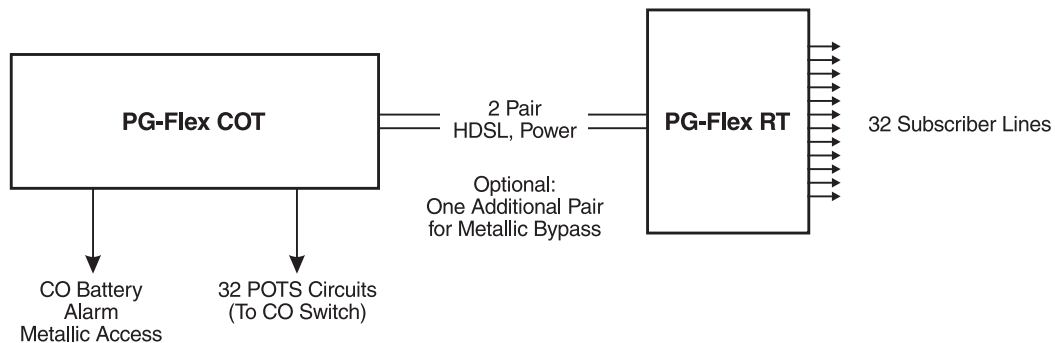 PG-Flex COT
2 Pair
HDSL, Power
PG-Flex RT
32 Subscriber Lines
Optional:
One Additional Pair
for Metallic Bypass
CO Battery
Alarm
Metallic Access
32 POTS Circuits
(To CO Switch)